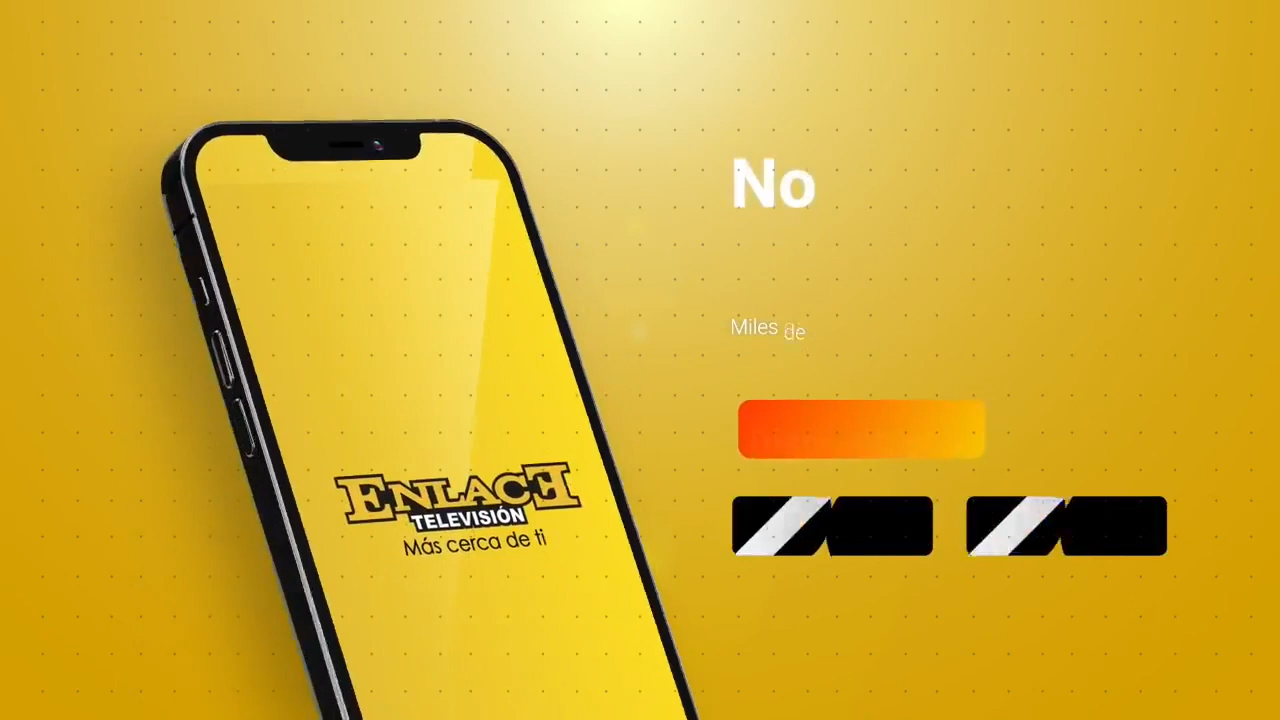 No
Miles de
ENLACE
TELEVISIÓN
Más cerca de ti